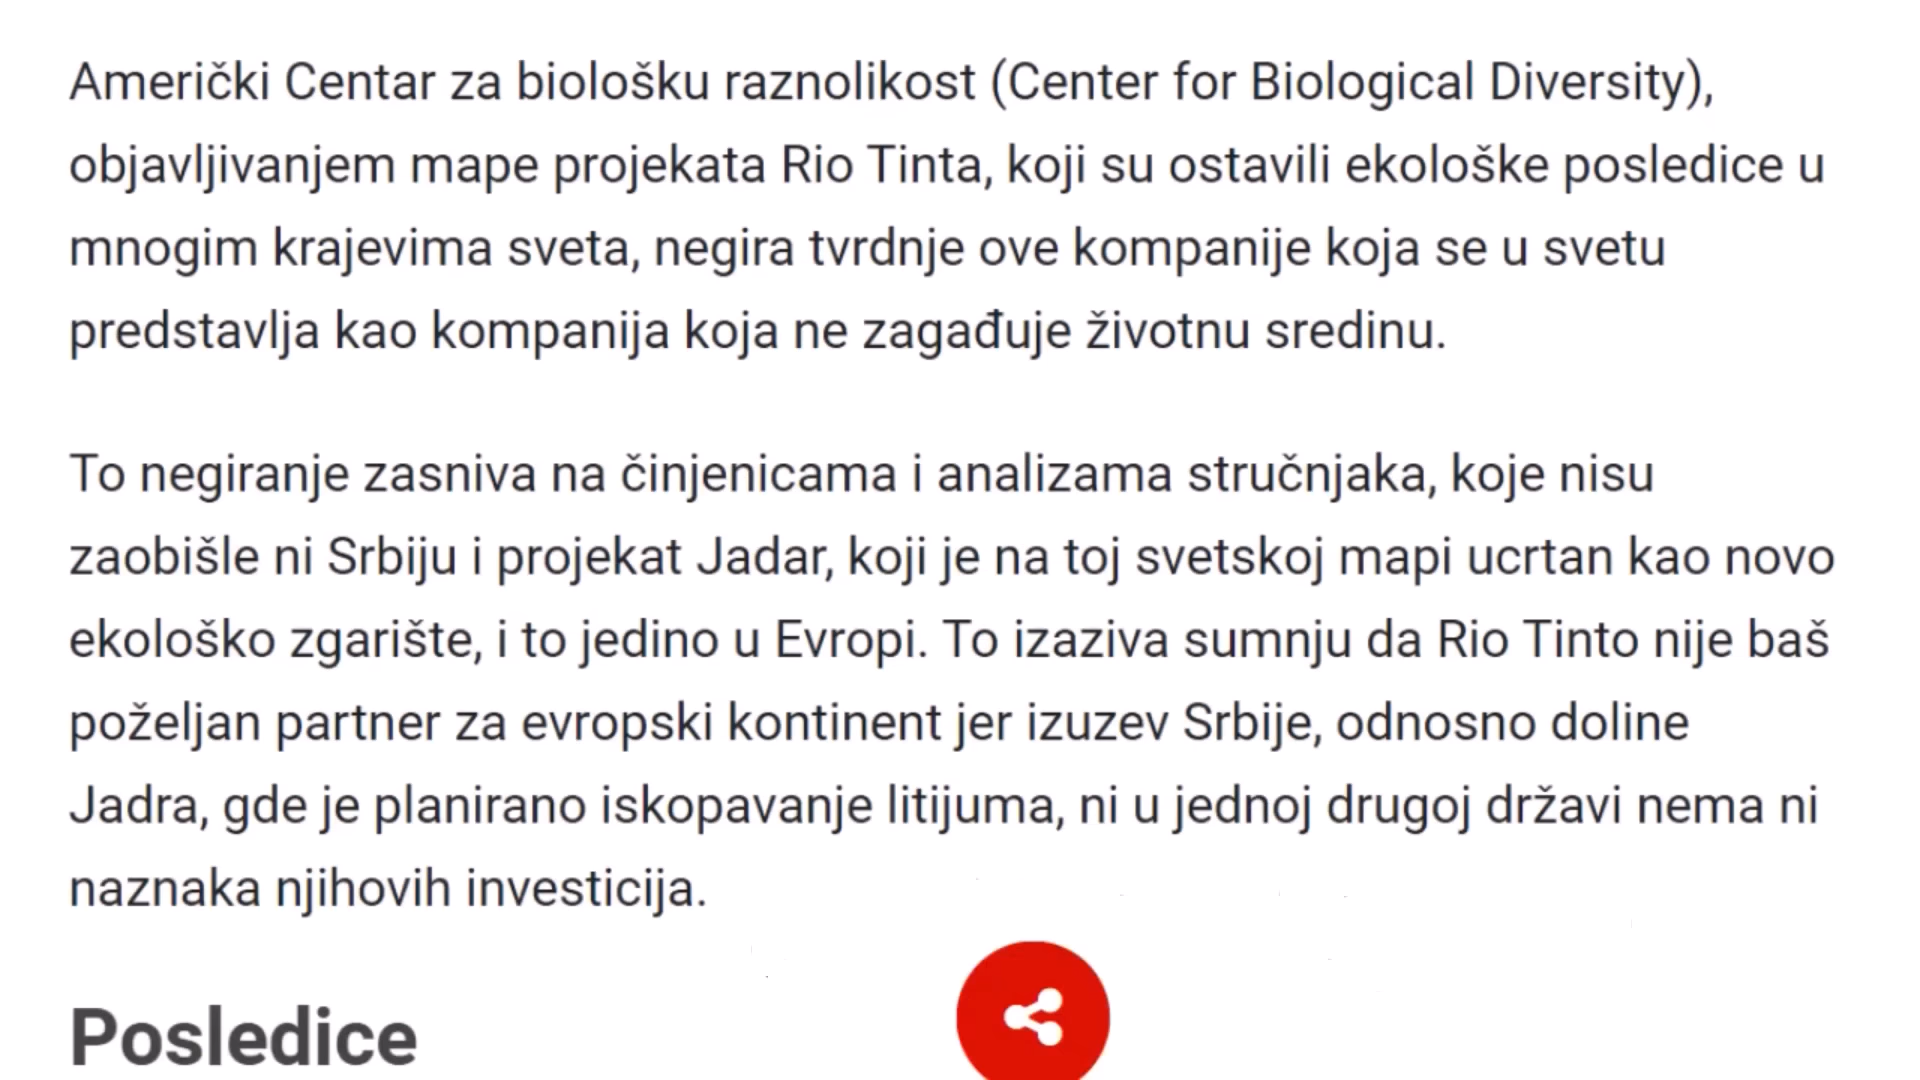 Američki Centar za biološku raznolikost (Center for Biological Diversity),
objavljivanjem mape projekata Rio Tinta, koji su ostavili ekološke posledice u
mnogim krajevima sveta, negira tvrdnje ove kompanije koja se u svetu
predstavlja kao kompanija koja ne zagađuje životnu sredinu.
To negiranje zasniva na činjenicama i analizama stručnjaka, koje nisu
zaobišle ni Srbiju i projekat Jadar, koji je na toj svetskoj mapi ucrtan kao novo
ekološko zgarište, i to jedino u Evropi. To izaziva sumnju da Rio Tinto nije baš
poželjan partner za evropski kontinent jer izuzev Srbije, odnosno doline
Jadra, gde je planirano iskopavanje litijuma, ni u jednoj drugoj državi nema ni
naznaka njihovih investicija.
Posledice